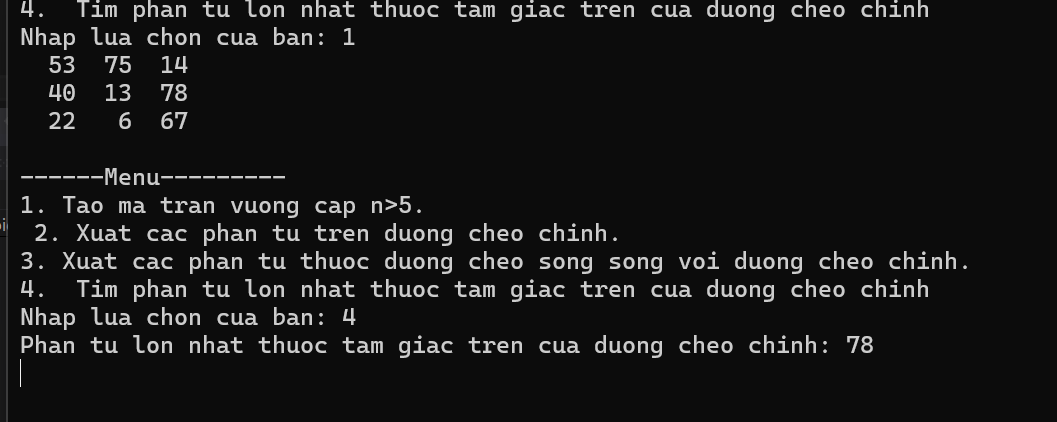 4.  Tim phan tu lon nhat thuoc tam giac tren cua duong cheo chinh
Nhap lua chon cua ban: 1
  53  75  14
  40  13  78
  22   6  67
------Menu---------
1. Tao ma tran vuong cap n>5.
 2. Xuat cac phan tu tren duong cheo chinh.
3. Xuat cac phan tu thuoc duong cheo song song voi duong cheo chinh.
4.  Tim phan tu lon nhat thuoc tam giac tren cua duong cheo chinh
Nhap lua chon cua ban: 4
Phan tu lon nhat thuoc tam giac tren cua duong cheo chinh: 78